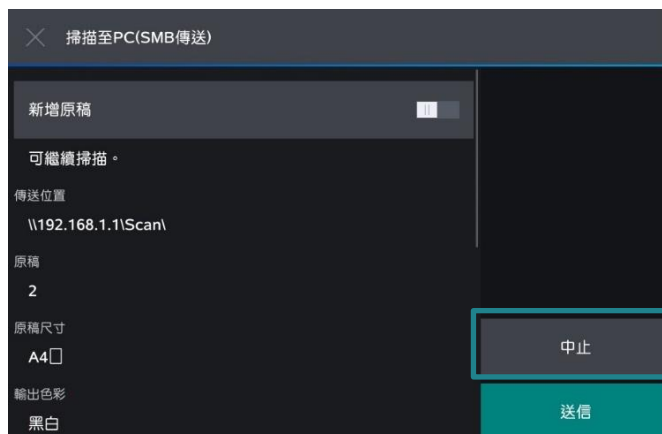 掃描至PC(SMB傳送)
新增原稿
可繼續掃描。
傳送位置
\\192.168.1.1\Scan\
原稿
2
原稿尺寸
A4
中止
輸出色彩
黑白
送信